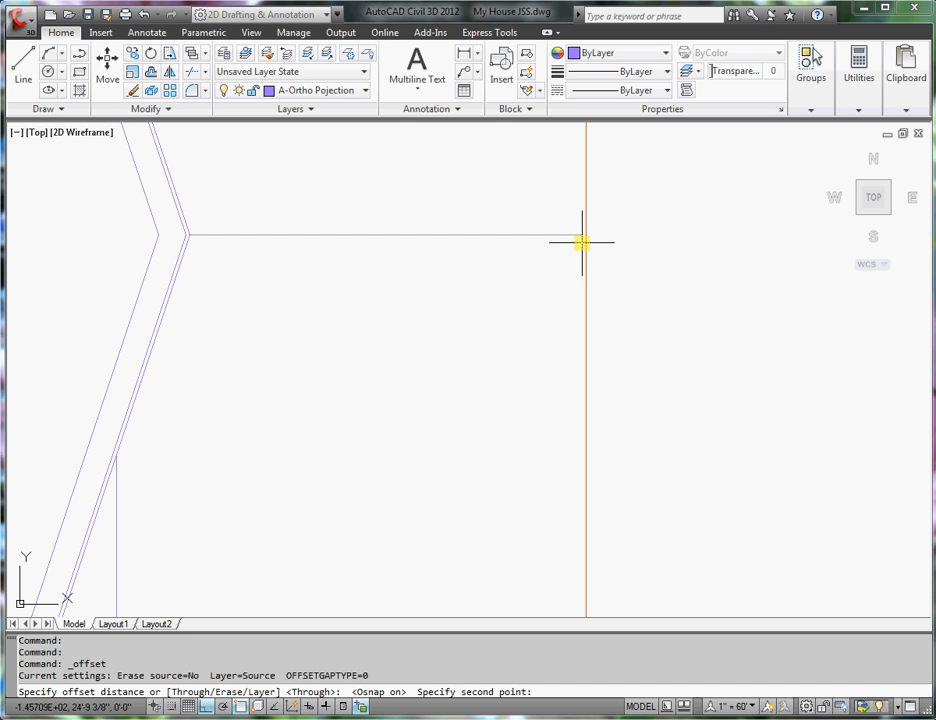 2D Drafting & Annotation
AutoCAD Civil 3D 2012 My House JSS.dwg
Type a keyword or phrase
3D
Home Insert Annotate Parametric View Manage Output Online Add-Ins Express Tools
Line
Move
Unsaved Layer State
A-Ortho Projection
Multiline Text
Insert
ByLayer
ByLayer
ByLayer
ByColor
Transpare... 0
Groups
Utilities
Clipboard
Draw Modify Layers Annotation Block Properties
[−] [Top] [2D Wireframe]
N
W TOP E
S
WCS
Y
X
Model Layout1 Layout2
Command:
Command:
Command: _offset
Current settings: Erase source=No Layer=Source OFFSETGAPTYPE=0
Specify offset distance or [Through/Erase/Layer] <Through>: <Osnap on> Specify second point:
-1.45709E+02, 24'-9 3/8", 0'-0"
MODEL
1" = 60'